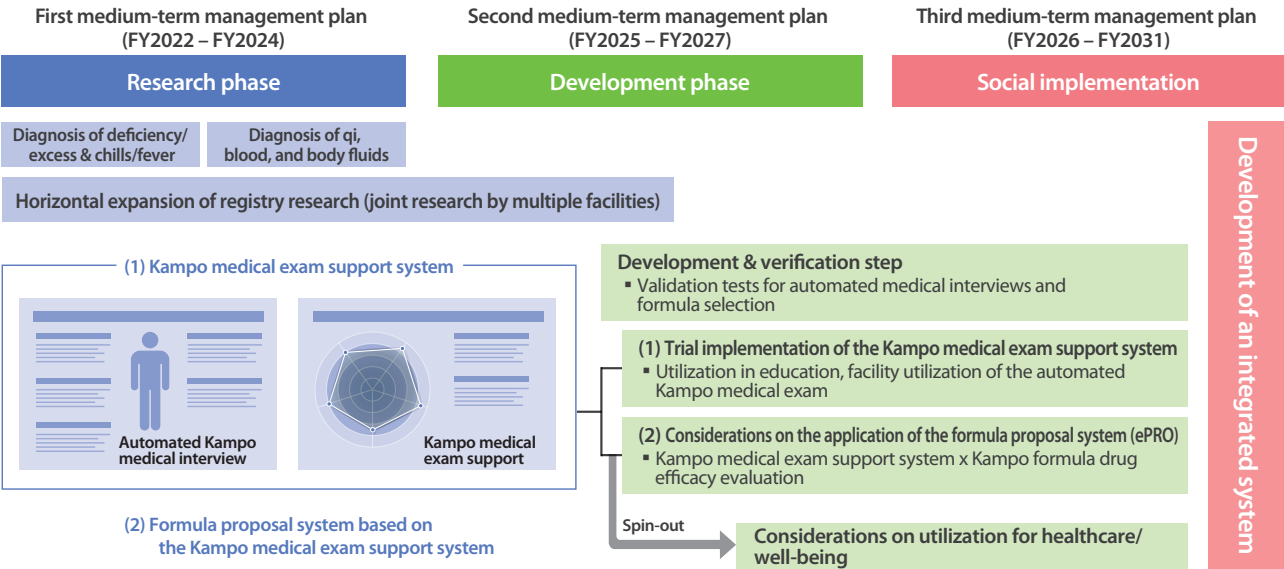 First medium-term management plan
(FY2022 – FY2024)
Second medium-term management plan
(FY2025 – FY2027)
Third medium-term management plan
(FY2026 – FY2031)
Research phase
Development phase
Social implementation
Diagnosis of deficiency/
excess & chills/fever
Diagnosis of qi,
blood, and body fluids
Horizontal expansion of registry research (joint research by multiple facilities)
(1) Kampo medical exam support system
Automated Kampo
medical interview
Kampo medical
exam support
(2) Formula proposal system based on
the Kampo medical exam support system
Development & verification step
▪ Validation tests for automated medical interviews and
formula selection
(1) Trial implementation of the Kampo medical exam support system
▪ Utilization in education, facility utilization of the automated
Kampo medical exam
(2) Considerations on the application of the formula proposal system (ePRO)
▪ Kampo medical exam support system x Kampo formula drug
efficacy evaluation
Spin-out
Considerations on utilization for healthcare/
well-being
Development of an integrated system